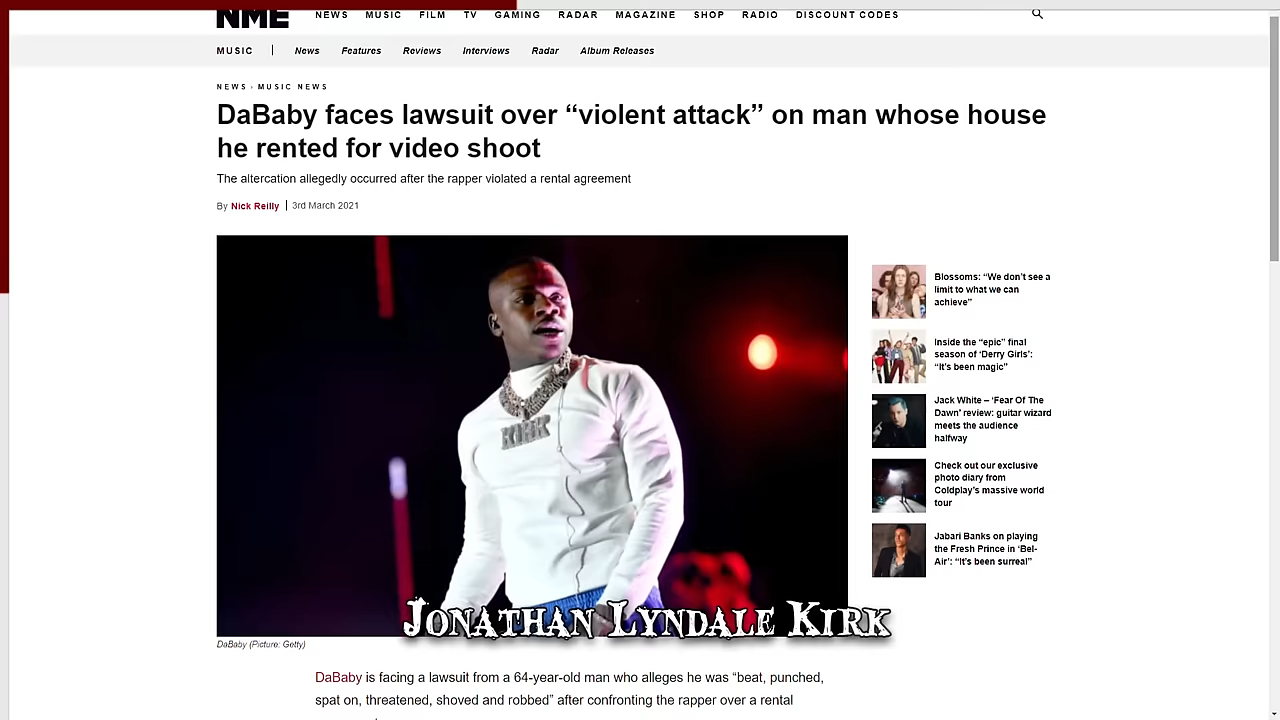 NME NEWS MUSIC FILM TV GAMING RADAR MAGAZINE SHOP RADIO DISCOUNT CODES
MUSIC | News Features Reviews Interviews Radar Album Releases
NEWS › MUSIC NEWS
DaBaby faces lawsuit over “violent attack” on man whose house
he rented for video shoot
The altercation allegedly occurred after the rapper violated a rental agreement
By Nick Reilly | 3rd March 2021
KIRK
Blossoms: “We don’t see a
limit to what we can
achieve”
Inside the “epic” final
season of ‘Derry Girls’:
“It’s been magic”
Jack White – ‘Fear Of The
Dawn’ review: guitar wizard
meets the audience
halfway
Check out our exclusive
photo diary from
Coldplay’s massive world
tour
Jabari Banks on playing
the Fresh Prince in ‘Bel-
Air’: “It’s been surreal”
Jonathan Lyndale Kirk
DaBaby (Picture: Getty)
DaBaby is facing a lawsuit from a 64-year-old man who alleges he was “beat, punched,
spat on, threatened, shoved and robbed” after confronting the rapper over a rental